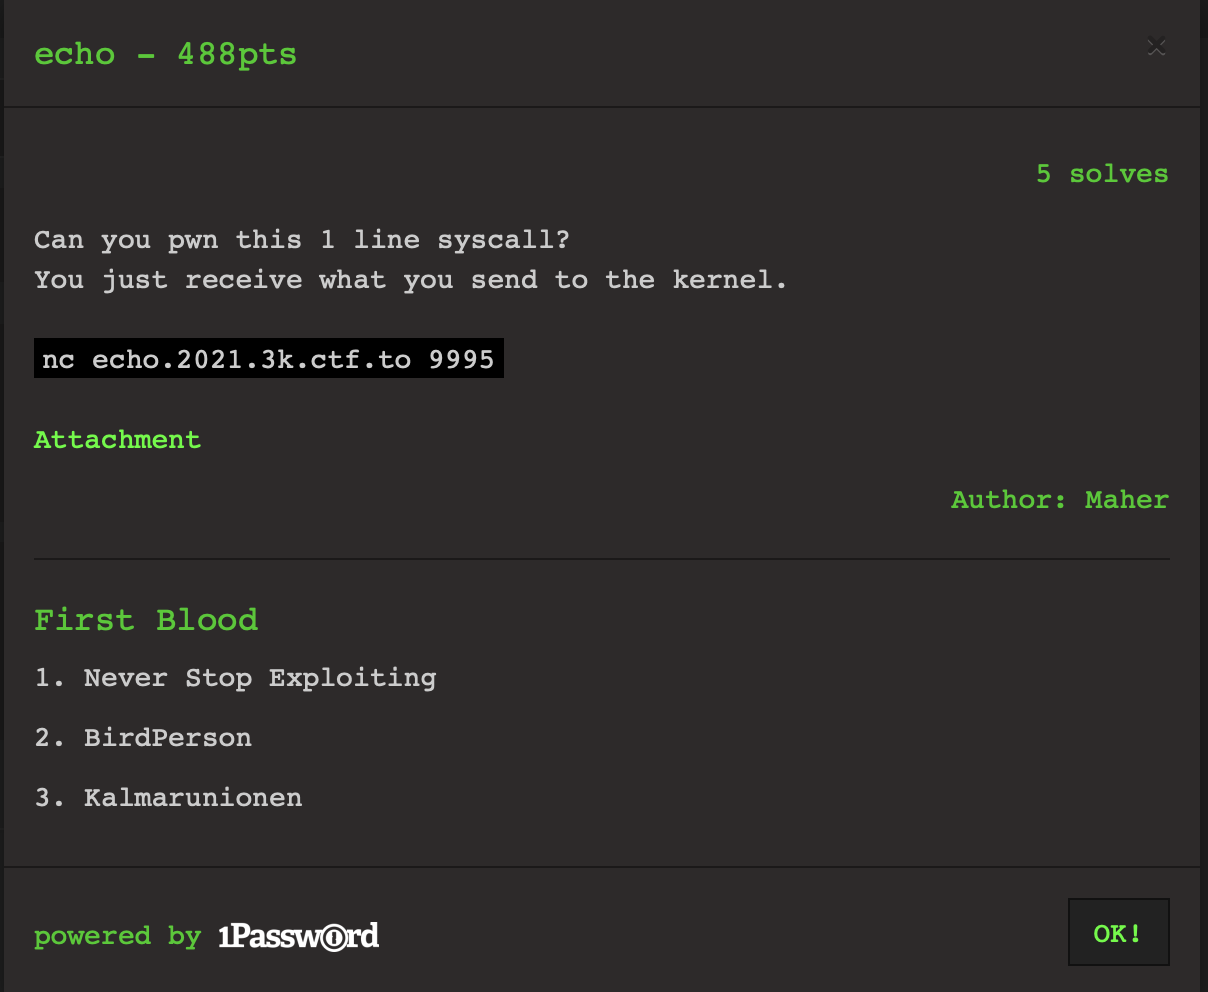 echo - 488pts
×
5 solves
Can you pwn this 1 line syscall?
You just receive what you send to the kernel.
nc echo.2021.3k.ctf.to 9995
Attachment
Author: Maher
First Blood
1. Never Stop Exploiting
2. BirdPerson
3. Kalmarunionen
powered by 1Password
OK!